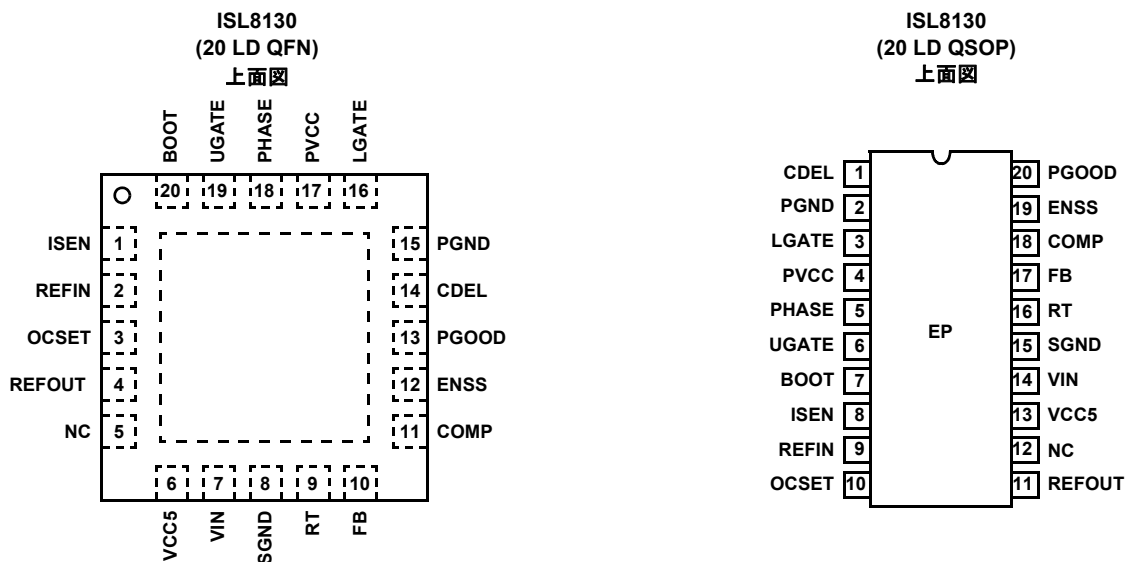 ISL8130
(20 LD QFN)
上面図
BOOT
UGATE
PHASE
PVCC
LGATE
20 19 18 17 16
ISEN 1
REFIN 2
OCSET 3
REFOUT 4
NC 5
15 PGND
14 CDEL
13 PGOOD
12 ENSS
11 COMP
6 7 8 9 10
VCC5
VIN
SGND
RT
FB
ISL8130
(20 LD QSOP)
上面図
CDEL 1
PGND 2
LGATE 3
PVCC 4
PHASE 5
UGATE 6
BOOT 7
ISEN 8
REFIN 9
OCSET 10
EP
20 PGOOD
19 ENSS
18 COMP
17 FB
16 RT
15 SGND
14 VIN
13 VCC5
12 NC
11 REFOUT